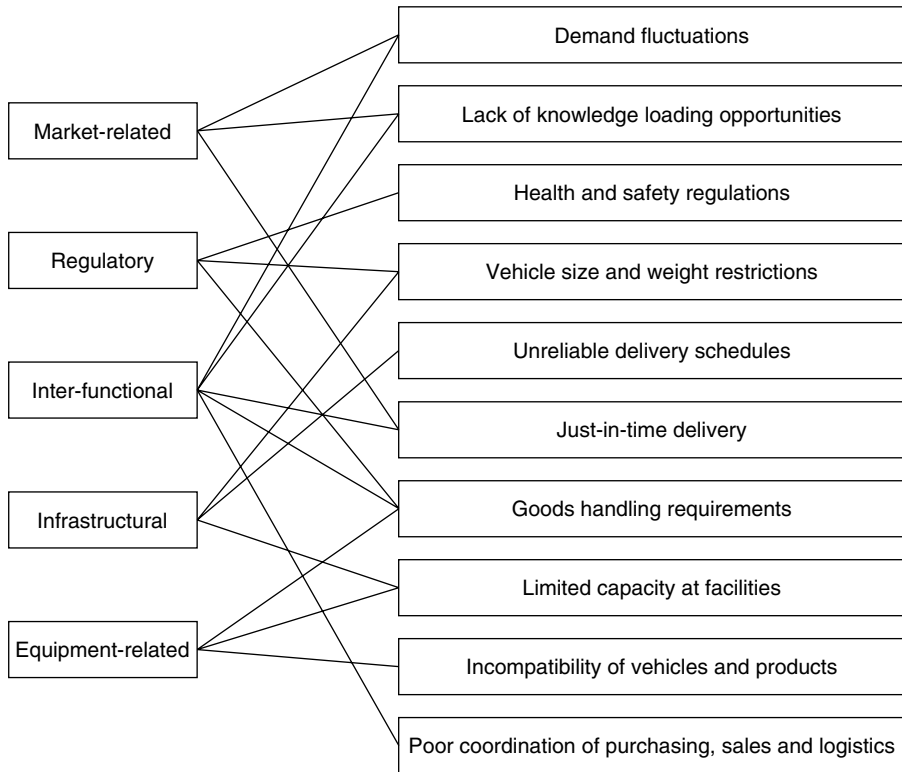 Market-related
Regulatory
Inter-functional
Infrastructural
Equipment-related
Demand fluctuations
Lack of knowledge loading opportunities
Health and safety regulations
Vehicle size and weight restrictions
Unreliable delivery schedules
Just-in-time delivery
Goods handling requirements
Limited capacity at facilities
Incompatibility of vehicles and products
Poor coordination of purchasing, sales and logistics